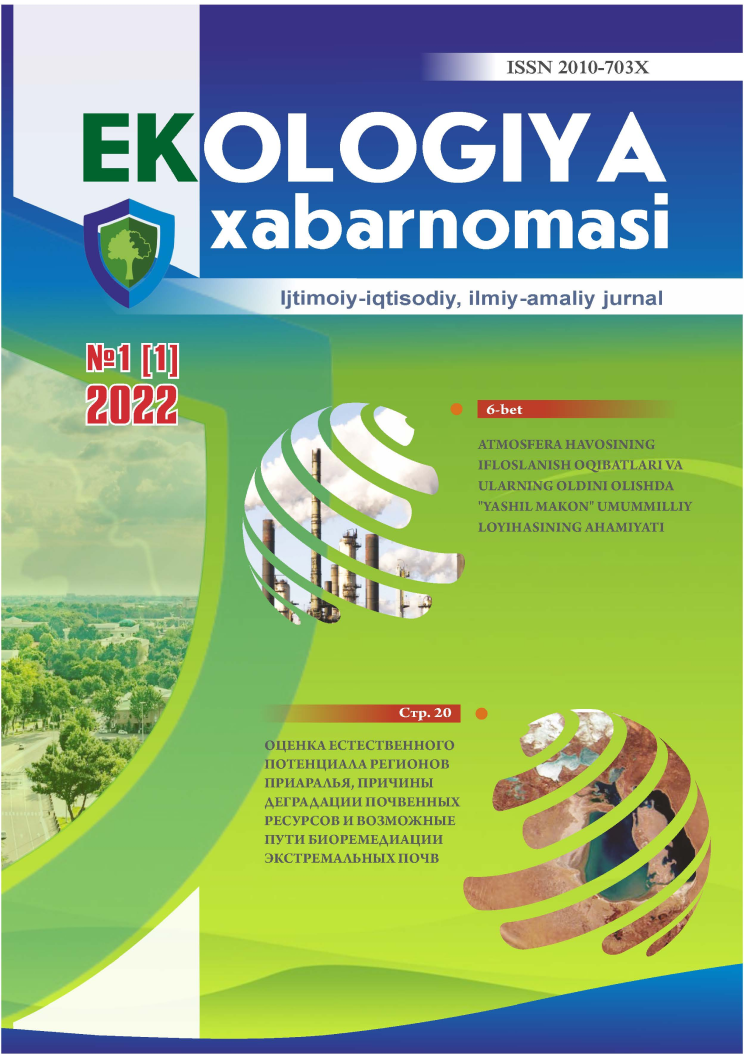 ISSN 2010-703X
EKOLOGIYA
xabarnomasi
Ijtimoiy-iqtisodiy, ilmiy-amaliy jurnal
№1 [1]
2022
6-bet
ATMOSFERA HAVOSINING
IFLOSLANISH OQIBATLARI VA
ULARNING OLDINI OLISHDA
"YASHIL MAKON" UMUMMILLIY
LOYIHASINING AHAMIYATI
Стр. 20
ОЦЕНКА ЕСТЕСТВЕННОГО
ПОТЕНЦИАЛА РЕГИОНОВ
ПРИАРАЛЬЯ, ПРИЧИНЫ
ДЕГРАДАЦИИ ПОЧВЕННЫХ
РЕСУРСОВ И ВОЗМОЖНЫЕ
ПУТИ БИОРЕМЕДИАЦИИ
ЭКСТРЕМАЛЬНЫХ ПОЧВ